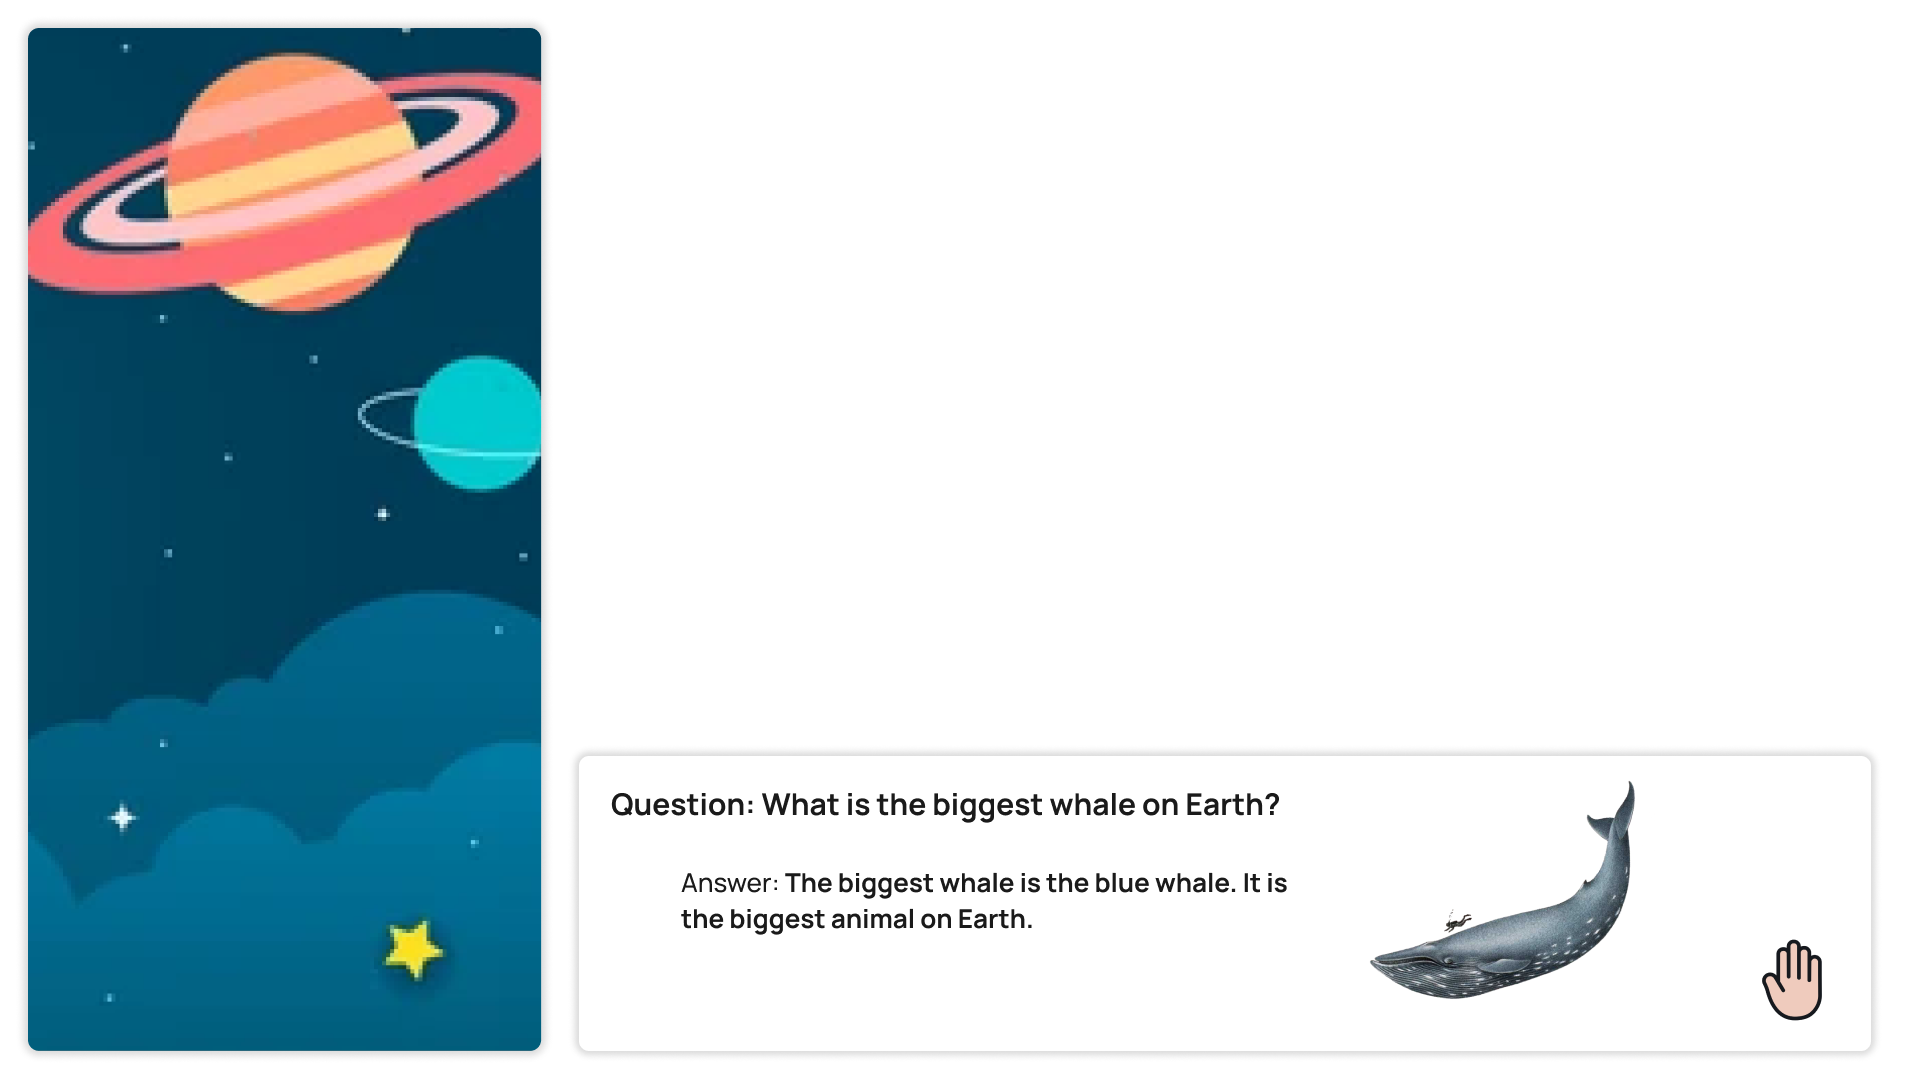 Question: What is the biggest whale on Earth?
Answer: The biggest whale is the blue whale. It is
the biggest animal on Earth.